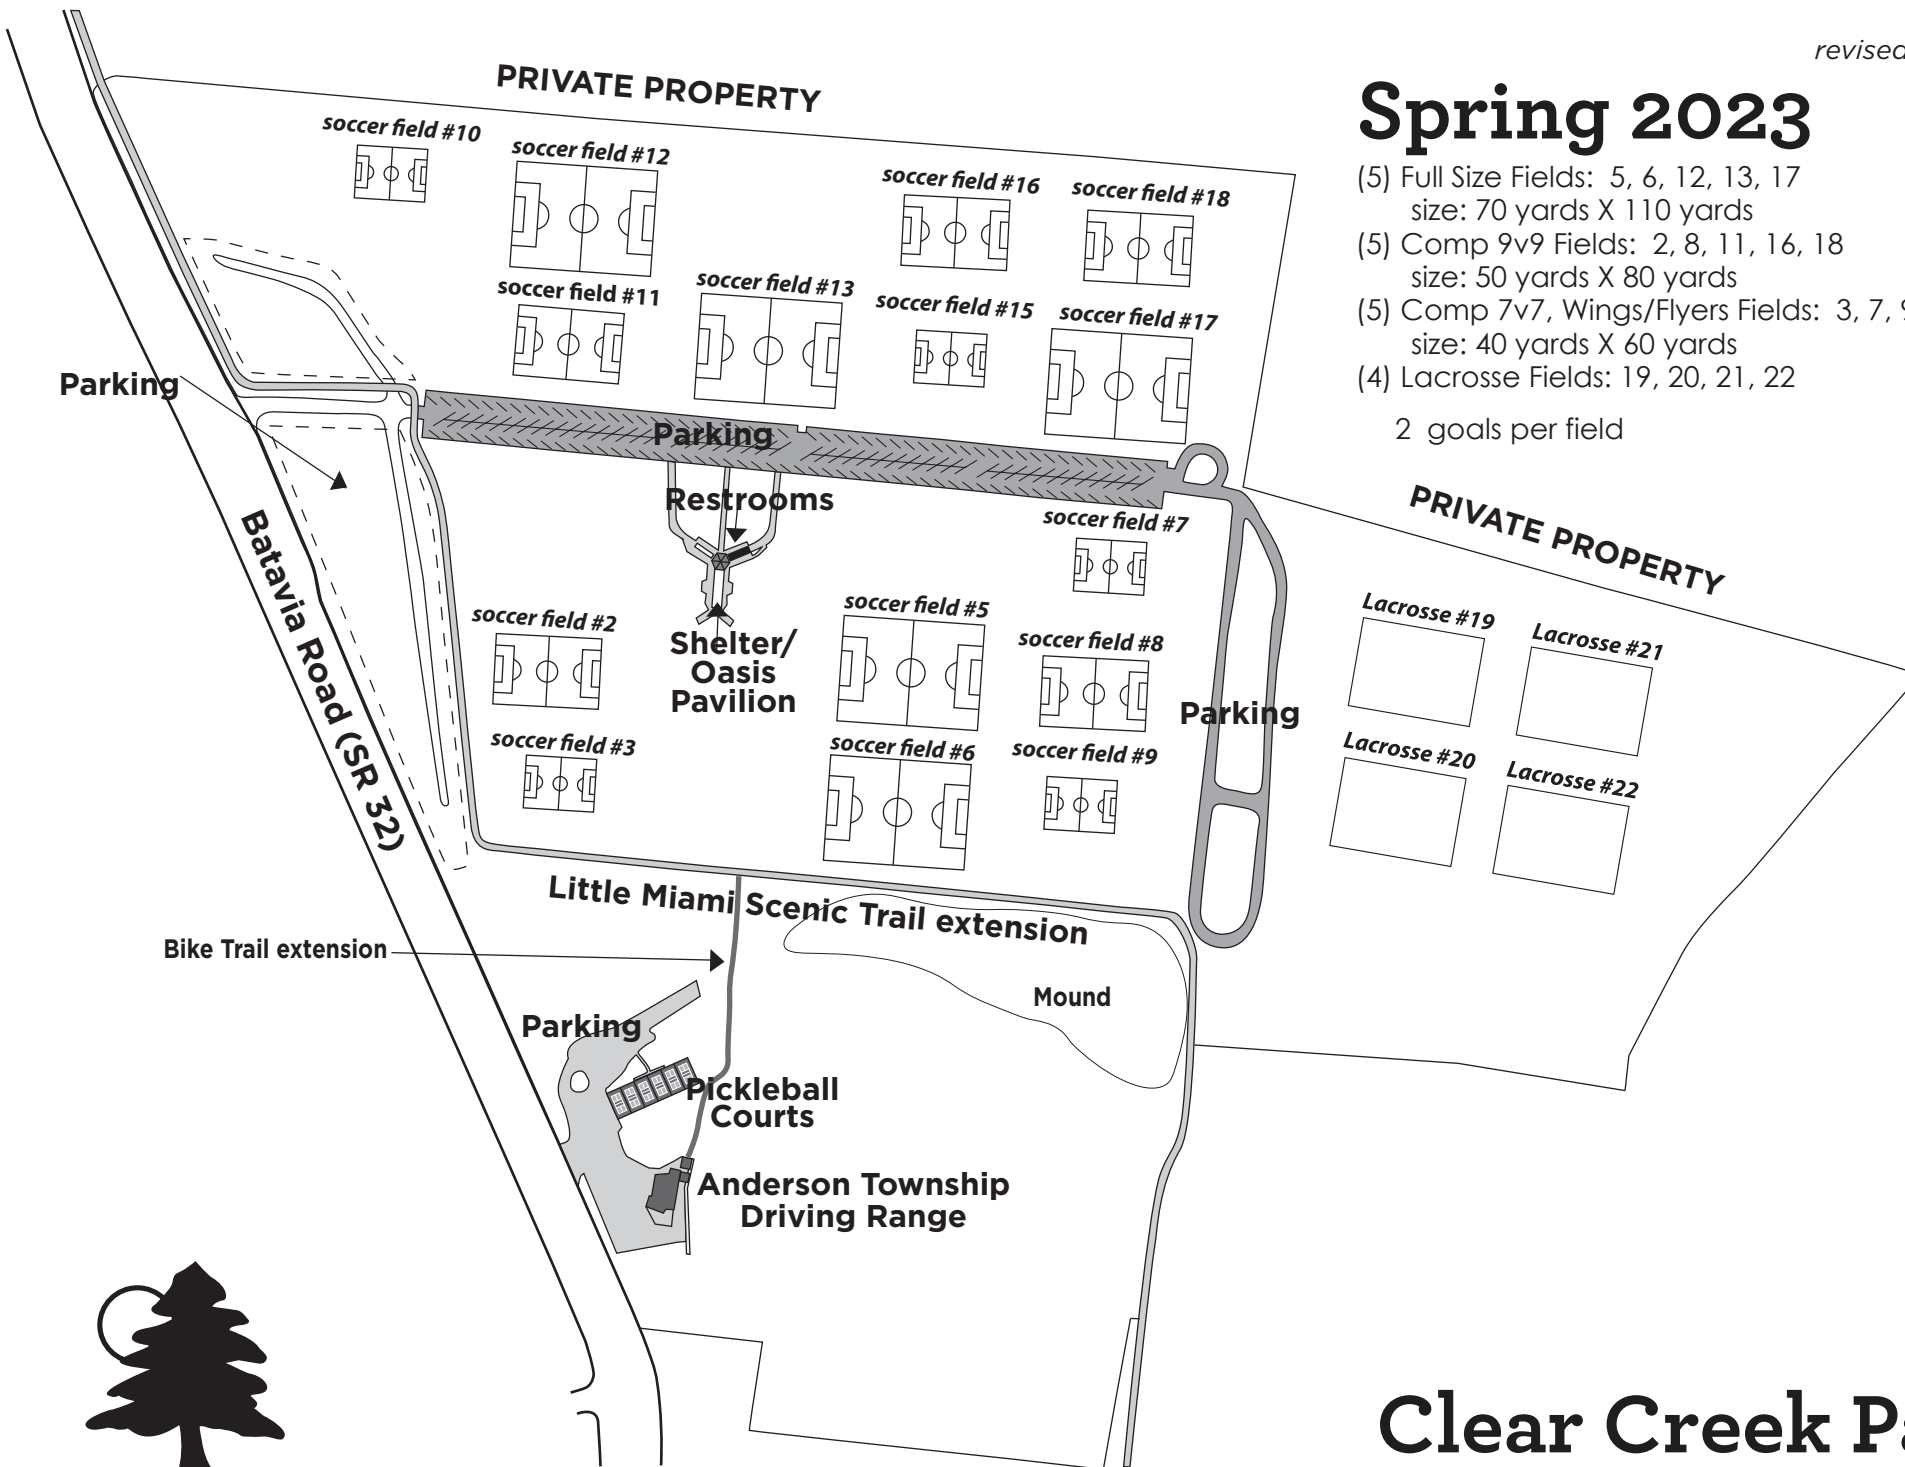 revised
Spring 2023
(5) Full Size Fields: 5, 6, 12, 13, 17
size: 70 yards X 110 yards
(5) Comp 9v9 Fields: 2, 8, 11, 16, 18
size: 50 yards X 80 yards
(5) Comp 7v7, Wings/Flyers Fields: 3, 7, 9
size: 40 yards X 60 yards
(4) Lacrosse Fields: 19, 20, 21, 22
2 goals per field
PRIVATE PROPERTY
soccer field #10
soccer field #12
soccer field #16
soccer field #18
soccer field #11
soccer field #13
soccer field #15
soccer field #17
Parking
Parking
Restrooms
soccer field #7
PRIVATE PROPERTY
Batavia Road (SR 32)
soccer field #2
Shelter/
Oasis
Pavilion
soccer field #5
soccer field #8
Lacrosse #19
Lacrosse #21
Parking
soccer field #3
soccer field #6
soccer field #9
Lacrosse #20
Lacrosse #22
Little Miami Scenic Trail extension
Bike Trail extension
Mound
Parking
Pickleball
Courts
Anderson Township
Driving Range
Clear Creek